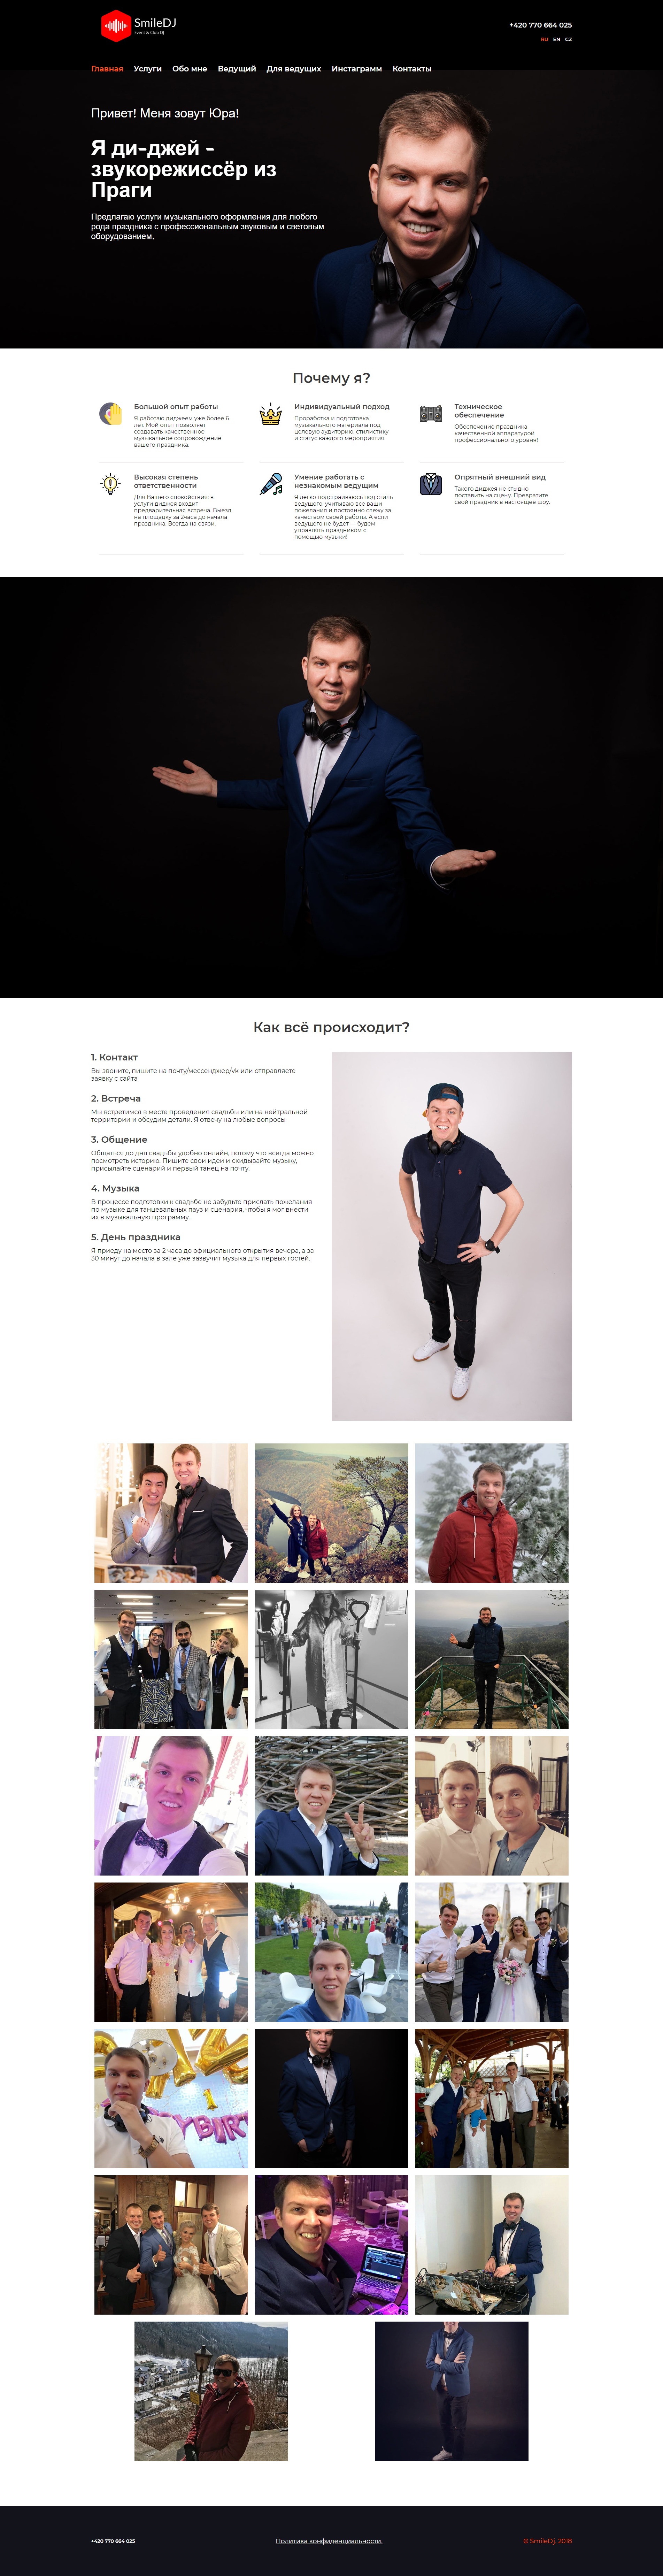 SmileDJ
Event & Club Dj
+420 770 664 025
RU EN CZ
Главная Услуги Обо мне Ведущий Для ведущих Инстаграмм Контакты
Привет! Меня зовут Юра!
Я ди-джей -
звукорежиссёр из
Праги
Предлагаю услуги музыкального оформления для любого
рода праздника с профессиональным звуковым и световым
оборудованием.
Почему я?
Большой опыт работы
Я работаю диджеем уже более 6
лет. Мой опыт позволяет
создавать качественное
музыкальное сопровождение
вашего праздника.
Индивидуальный подход
Проработка и подготовка
музыкального материала под
целевую аудиторию, стилистику
и статус каждого мероприятия.
Техническое
обеспечение
Обеспечение праздника
качественной аппаратурой
профессионального уровня!
Высокая степень
ответственности
Для Вашего спокойствия: в
услуги диджея входит
предварительная встреча. Выезд
на площадку за 2часа до начала
праздника. Всегда на связи.
Умение работать с
незнакомым ведущим
Я легко подстраиваюсь под стиль
ведущего, учитываю все ваши
пожелания и постоянно слежу за
качеством своей работы. А если
ведущего не будет — будем
управлять праздником с
помощью музыки!
Опрятный внешний вид
Такого диджея не стыдно
поставить на сцену. Превратите
свой праздник в настоящее шоу.
Как всё происходит?
1. Контакт
Вы звоните, пишите на почту/мессенджер/vk или отправляете
заявку с сайта
2. Встреча
Мы встретимся в месте проведения свадьбы или на нейтральной
территории и обсудим детали. Я отвечу на любые вопросы
3. Общение
Общаться до дня свадьбы удобно онлайн, потому что всегда можно
посмотреть историю. Пишите свои идеи и скидывайте музыку,
присылайте сценарий и первый танец на почту.
4. Музыка
В процессе подготовки к свадьбе не забудьте прислать пожелания
по музыке для танцевальных пауз и сценария, чтобы я мог внести
их в музыкальную программу.
5. День праздника
Я приеду на место за 2 часа до официального открытия вечера, а за
30 минут до начала в зале уже зазвучит музыка для первых гостей.
+420 770 664 025
Политика конфиденциальности.
© SmileDj, 2018